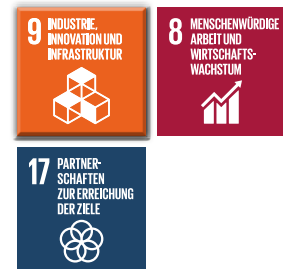 9 INDUSTRIE,
INNOVATION UND
INFRASTRUKTUR
8 MENSCHENWÜRDIGE
ARBEIT UND
WIRTSCHAFTS-
WACHSTUM
17 PARTNER-
SCHAFTEN
ZUR ERREICHUNG
DER ZIELE